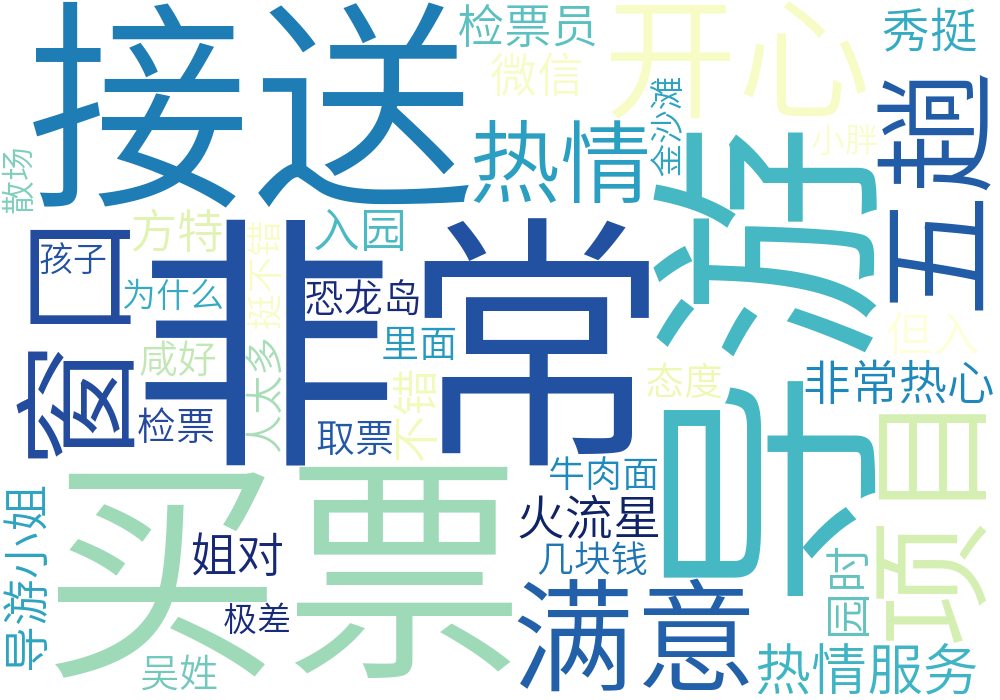 接送
检票员
开心
秀挺
微信
热情
金沙滩
小胖
五趟
散场
方特
挺不错
入园
导游
窗口
孩子
非常
为什么
恐龙岛
里面
但入
咸好
人太多
不错
态度
非常热心
检票
取票
项目
买票
牛肉面
火流星
导游小姐
姐对
几块钱
园时
极差
满意
吴姓
热情服务